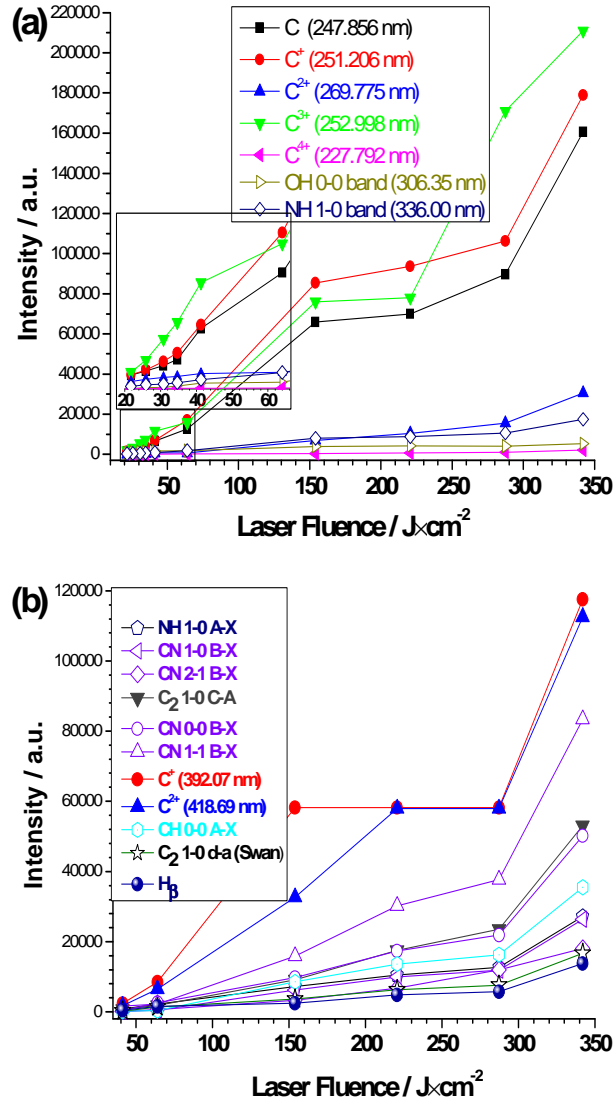 (a)
220000
200000
180000
160000
140000
120000
100000
80000
60000
40000
20000
0
Intensity / a.u.
C (247.856 nm)
C+ (251.206 nm)
C2+ (269.775 nm)
C3+ (252.998 nm)
C4+ (227.792 nm)
OH 0-0 band (306.35 nm)
NH 1-0 band (336.00 nm)
20 30 40 50 60
50 100 150 200 250 300 350
Laser Fluence / J×cm-2
(b)
120000
100000
80000
60000
40000
20000
0
Intensity / a.u.
NH 1-0 A-X
CN 1-0 B-X
CN 2-1 B-X
C2 1-0 C-A
CN 0-0 B-X
CN 1-1 B-X
C+ (392.07 nm)
C2+ (418.69 nm)
CH 0-0 A-X
C2 1-0 d-a (Swan)
Hβ
50 100 150 200 250 300 350
Laser Fluence / J×cm-2